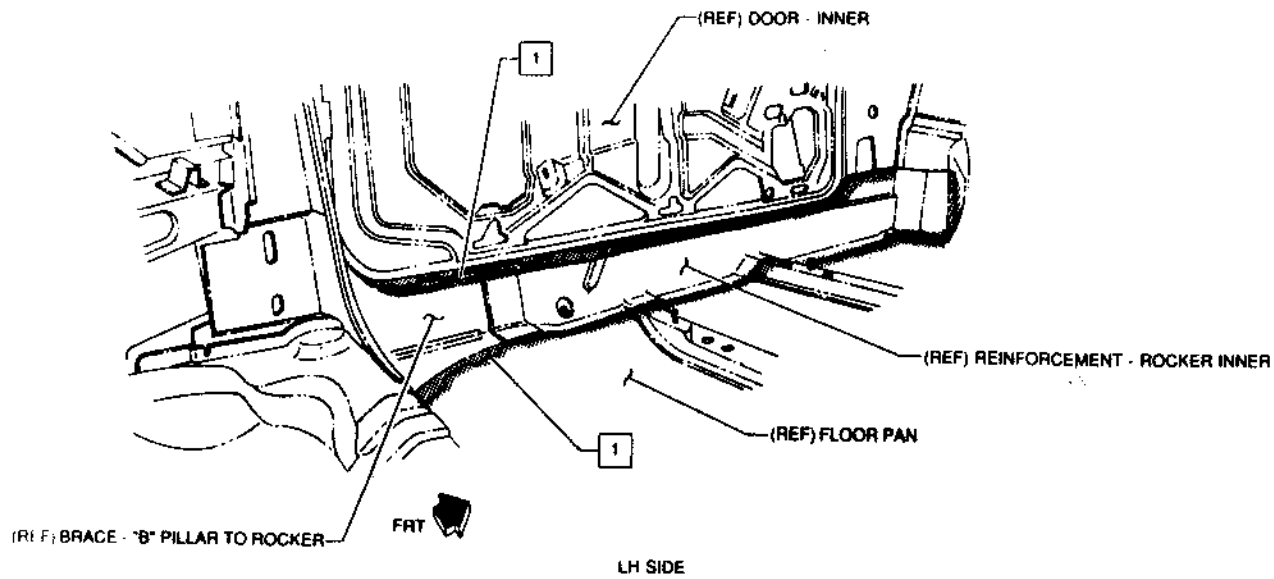 (REF) DOOR - INNER
1
(REF) REINFORCEMENT - ROCKER INNER
(REF) FLOOR PAN
1
FRT
(REF) BRACE - "B" PILLAR TO ROCKER
LH SIDE